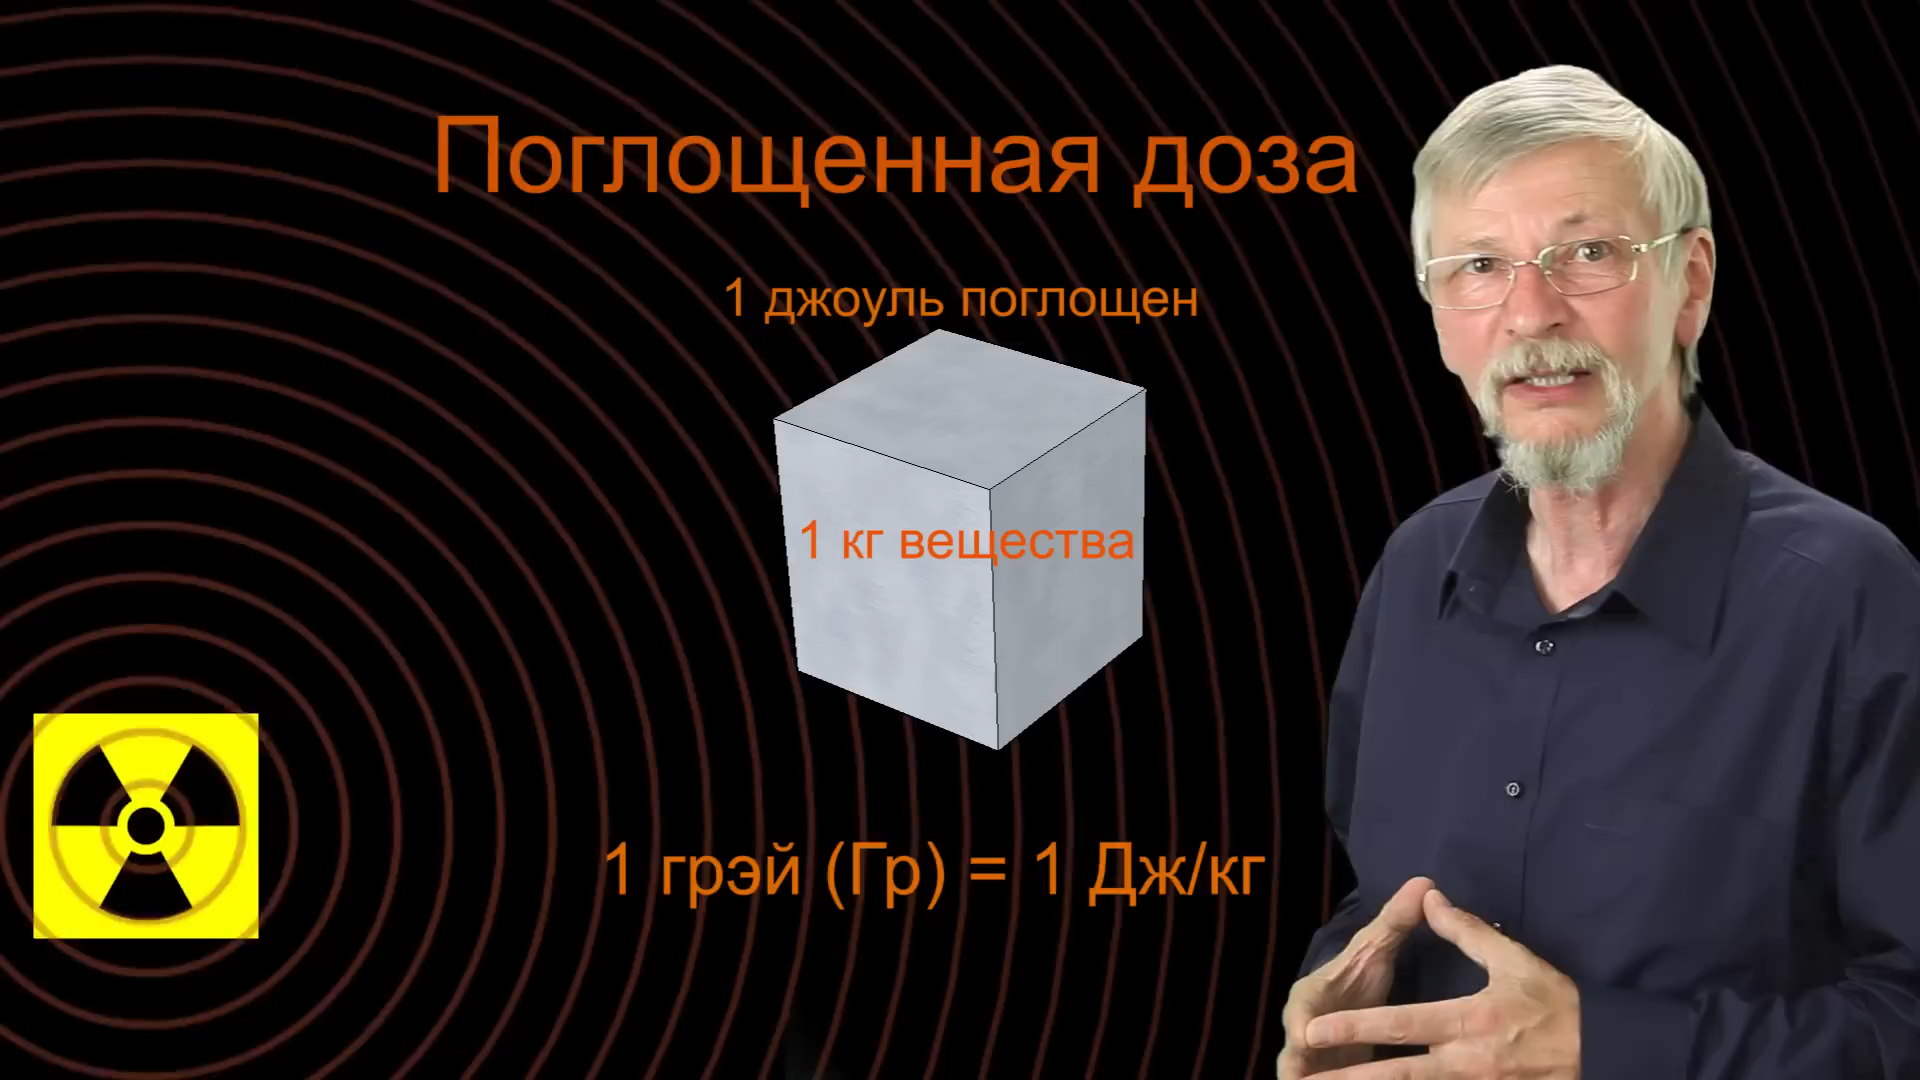 Поглощенная доза
1 джоуль поглощен
1 кг вещества
1 грэй (Гр) = 1 Дж/кг